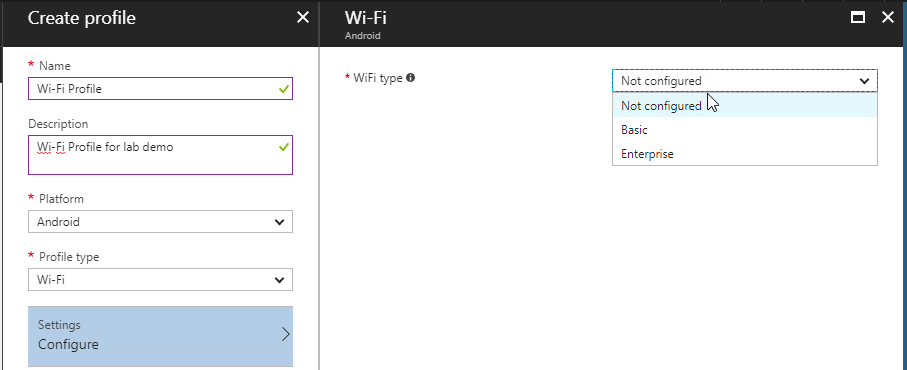 Create profile
* Name
Wi-Fi Profile
Description
Wi-Fi Profile for lab demo
* Platform
Android
* Profile type
Wi-Fi
Settings
Configure
Wi-Fi
Android
* WiFi type
Not configured
Not configured
Basic
Enterprise